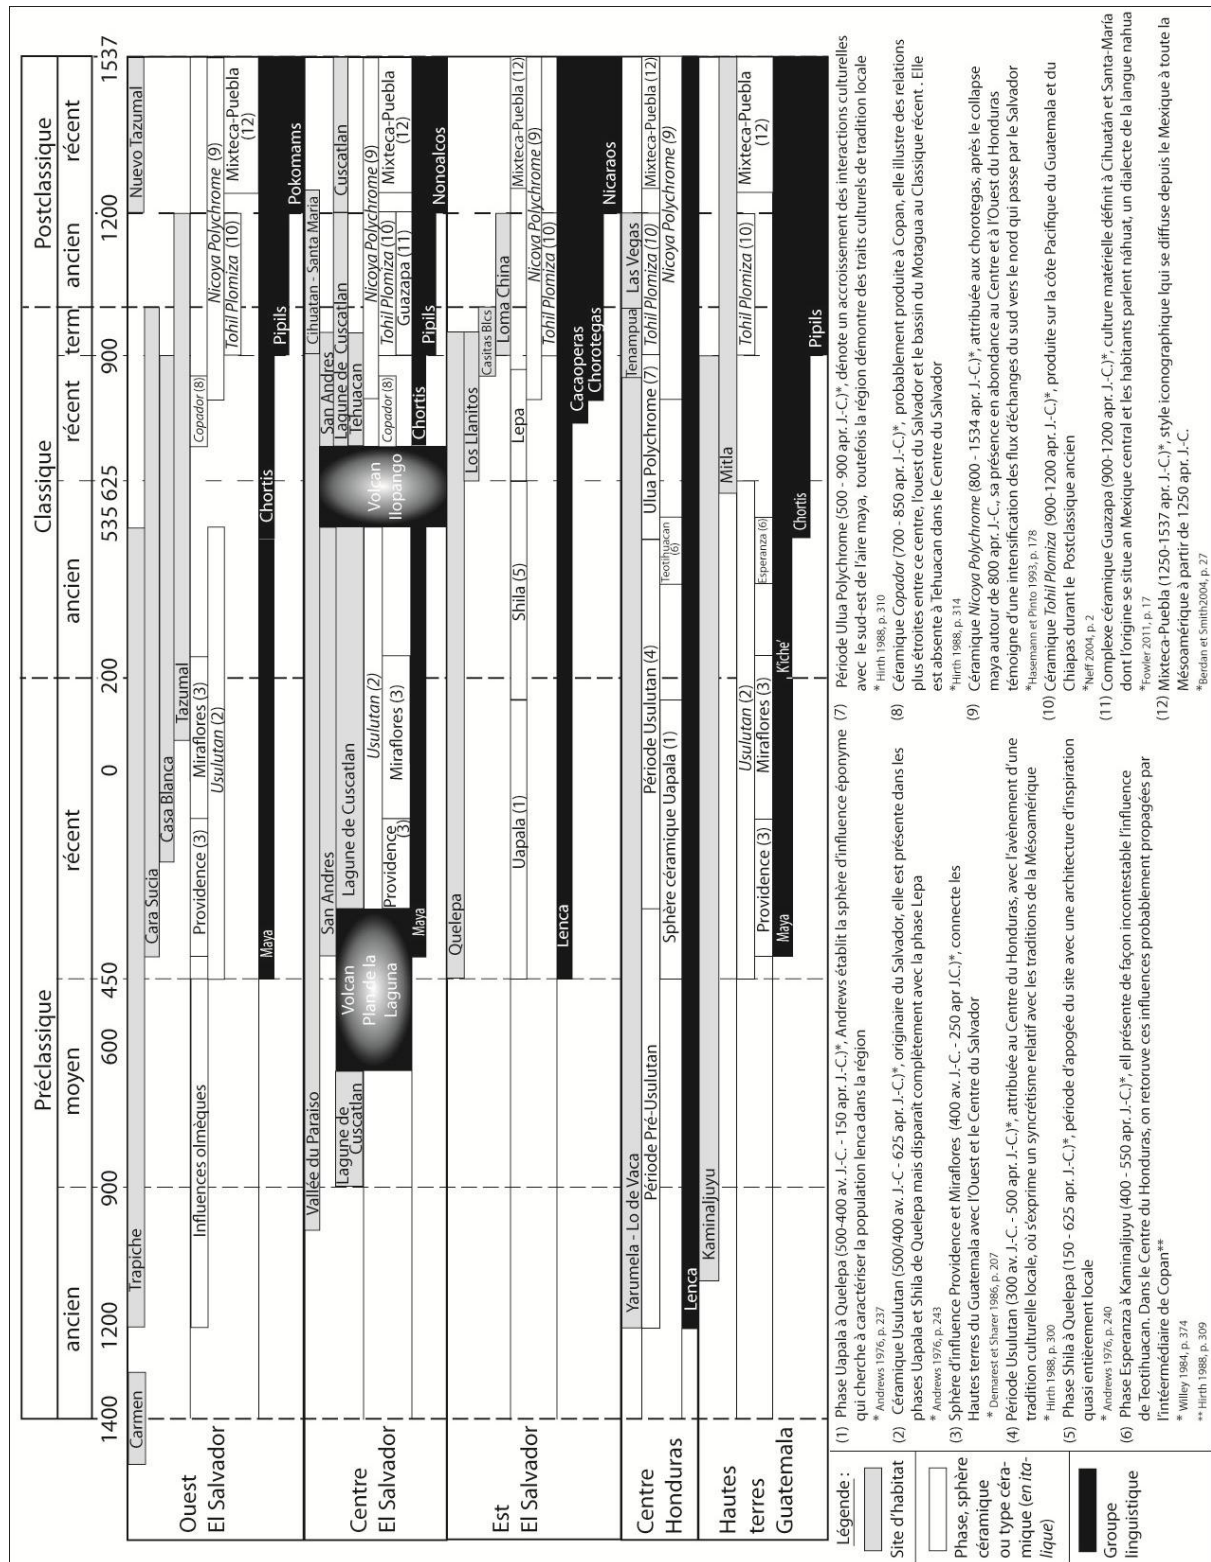 Préclassique
Classique
Postclassique
ancien
moyen
récent
ancien
récent
term
ancien
récent
1400
1200
900
600
450
0
200
535
625
900
1200
1537
Ouest
El Salvador
Carmen
Trapiche
Cara Sucia
Casa Blanca
Tazumal
Nuevo Tazumal
Influences olmèques
Providence (3)
Miraflores (3)
Usulutan (2)
Copador (8)
Nicoya Polychrome (9)
Tohil Plomiza (10)
Mixteca-Puebla
(12)
Maya
Chortis
Pipils
Pokomams
Centre
El Salvador
Vallée du Paraiso
San Andres
San Andres
Cihuatan - Santa Maria
Lagune de
Cuscatlan
Lagune de Cuscatlan
Lagune de Cuscatlan
Cuscatlan
Tehuacan
Volcan
Plan de la
Laguna
Volcan
Ilopango
Usulutan (2)
Providence
(3)
Miraflores (3)
Copador (8)
Nicoya Polychrome (9)
Tohil Plomiza (10)
Guazapa (11)
Mixteca-Puebla
(12)
Maya
Chortis
Pipils
Nonoalcos
Est
El Salvador
Quelepa
Los Llanitos
Casitas Blcs
Loma China
Uapala (1)
Shila (5)
Lepa
Mixteca-Puebla (12)
Nicoya Polychrome (9)
Tohil Plomiza (10)
Lenca
Cacaoperas
Chorotegas
Nicaraos
Centre
Honduras
Yarumela - Lo de Vaca
Tenampua
Las Vegas
Période Pré-Usulutan
Période Usulutan (4)
Ulua Polychrome (7)
Tohil Plomiza (10)
Mixteca-Puebla (12)
Sphère céramique Uapala (1)
Teotihuacan
(6)
Nicoya Polychrome (9)
Lenca
Hautes
terres
Guatemala
Kaminaljuyu
Mitla
Usulutan (2)
Providence (3)
Miraflores (3)
Esperanza (6)
Tohil Plomiza (10)
Mixteca-Puebla
(12)
Maya
K'iche'
Chortis
Pipils
Légende :
Site d'habitat
Phase, sphère
céramique
ou type céra-
mique (en ita-
lique)
Groupe
linguistique
(1) Phase Uapala à Quelepa (500-400 av. J.-C. - 150 apr. J.-C.)*, Andrews établit la sphère d'influence éponyme
qui cherche à caractériser la population lenca dans la région
* Andrews 1976, p. 237
(2) Céramique Usulutan (500/400 av. J.-C - 625 apr. J.-C.)*, originaire du Salvador, elle est présente dans les
phases Uapala et Shila de Quelepa mais disparaît complètement avec la phase Lepa
* Andrews 1976, p. 243
(3) Sphère d'influence Providence et Miraflores (400 av. J.-C. - 250 apr J.C.)*, connecte les
Hautes terres du Guatemala avec l'Ouest et le Centre du Salvador
* Demarest et Sharer 1986, p. 207
(4) Période Usulutan (300 av. J.-C. - 500 apr. J.-C.)*, attribuée au Centre du Honduras, avec l'avènement d'une
tradition culturelle locale, où s'exprime un syncrétisme relatif avec les traditions de la Mésoamérique
* Hirth 1988, p. 300
(5) Phase Shila à Quelepa (150 - 625 apr. J.-C.)*, période d'apogée du site avec une architecture d'inspiration
quasi entièrement locale
* Andrews 1976, p. 240
(6) Phase Esperanza à Kaminaljuyu (400 - 550 apr. J.-C.)*, ell présente de façon incontestable l'influence
de Teotihuacan. Dans le Centre du Honduras, on retoruve ces influences probablement propagées par
l'intéermédiaire de Copan**
* Willey 1984, p. 374
** Hirth 1988, p. 309
(7) Période Ulua Polychrome (500 - 900 apr. J.-C.)*, dénote un accroissement des interactions culturelles
avec le sud-est de l'aire maya, toutefois la région démontre des traits culturels de tradition locale
* Hirth 1988, p. 310
(8) Céramique Copador (700 - 850 apr. J.-C.)*, probablement produite à Copan, elle illustre des relations
plus étroites entre ce centre, l'ouest du Salvador et le bassin du Motagua au Classique récent . Elle
est absente à Tehuacan dans le Centre du Salvador
*Hirth 1988, p. 314
(9) Céramique Nicoya Polychrome (800 - 1534 apr. J.-C.)*, attribuée aux chorotegas, après le collapse
maya autour de 800 apr. J.-C., sa présence en abondance au Centre et à l'Ouest du Honduras
témoigne d'une intensification des flux d'échanges du sud vers le nord qui passe par le Salvador
*Hasemann et Pinto 1993, p. 178
(10) Céramique Tohil Plomiza (900-1200 apr. J.-C.)*, produite sur la côte Pacifique du Guatemala et du
Chiapas durant le Postclassique ancien
*Neff 2004, p. 2
(11) Complexe céramique Guazapa (900-1200 apr. J.-C.)*, culture matérielle définit à Cihuatán et Santa-María
dont l'origine se situe an Mexique central et les habitants parlent náhuat, un dialecte de la langue nahua
*Fowler 2011, p. 17
(12) Mixteca-Puebla (1250-1537 apr. J.-C.)*, style iconographique lqui se diffuse depuis le Mexique à toute la
Mésoamérique à partir de 1250 apr. J.-C.
*Berdan et Smith2004, p. 27